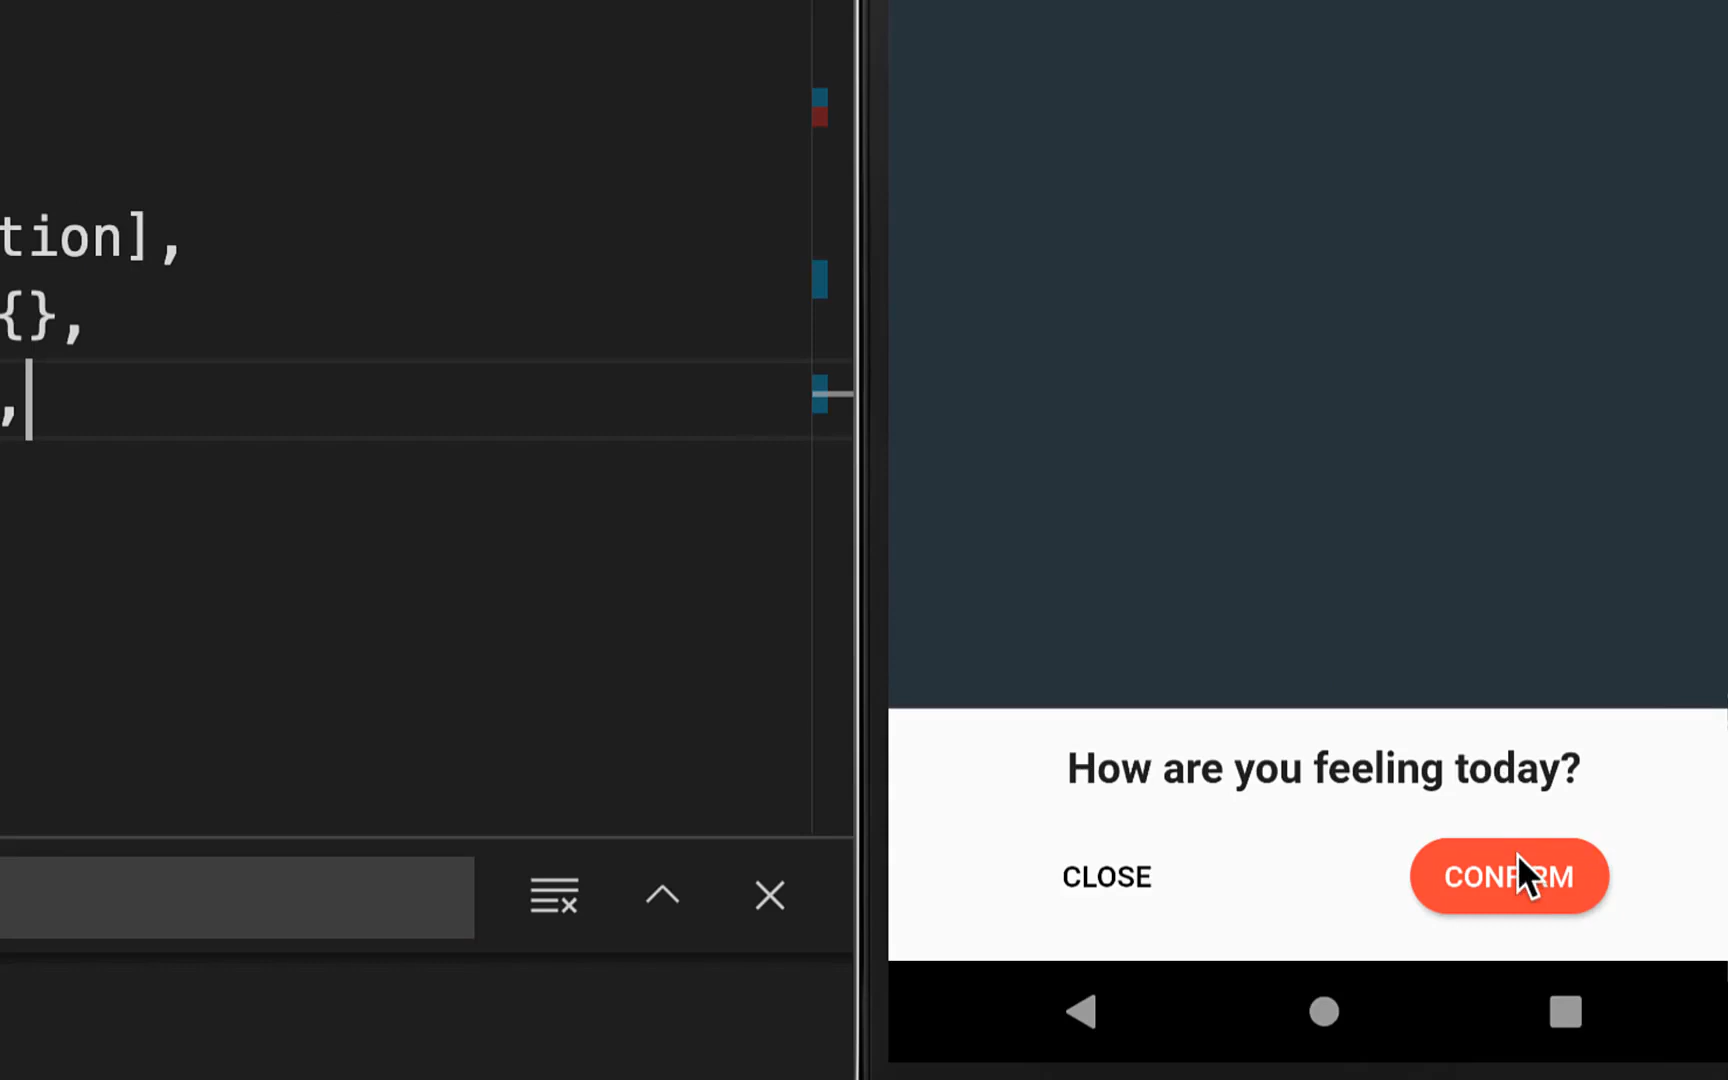 tion],
{},
,
How are you feeling today?
CLOSE
CONFIRM